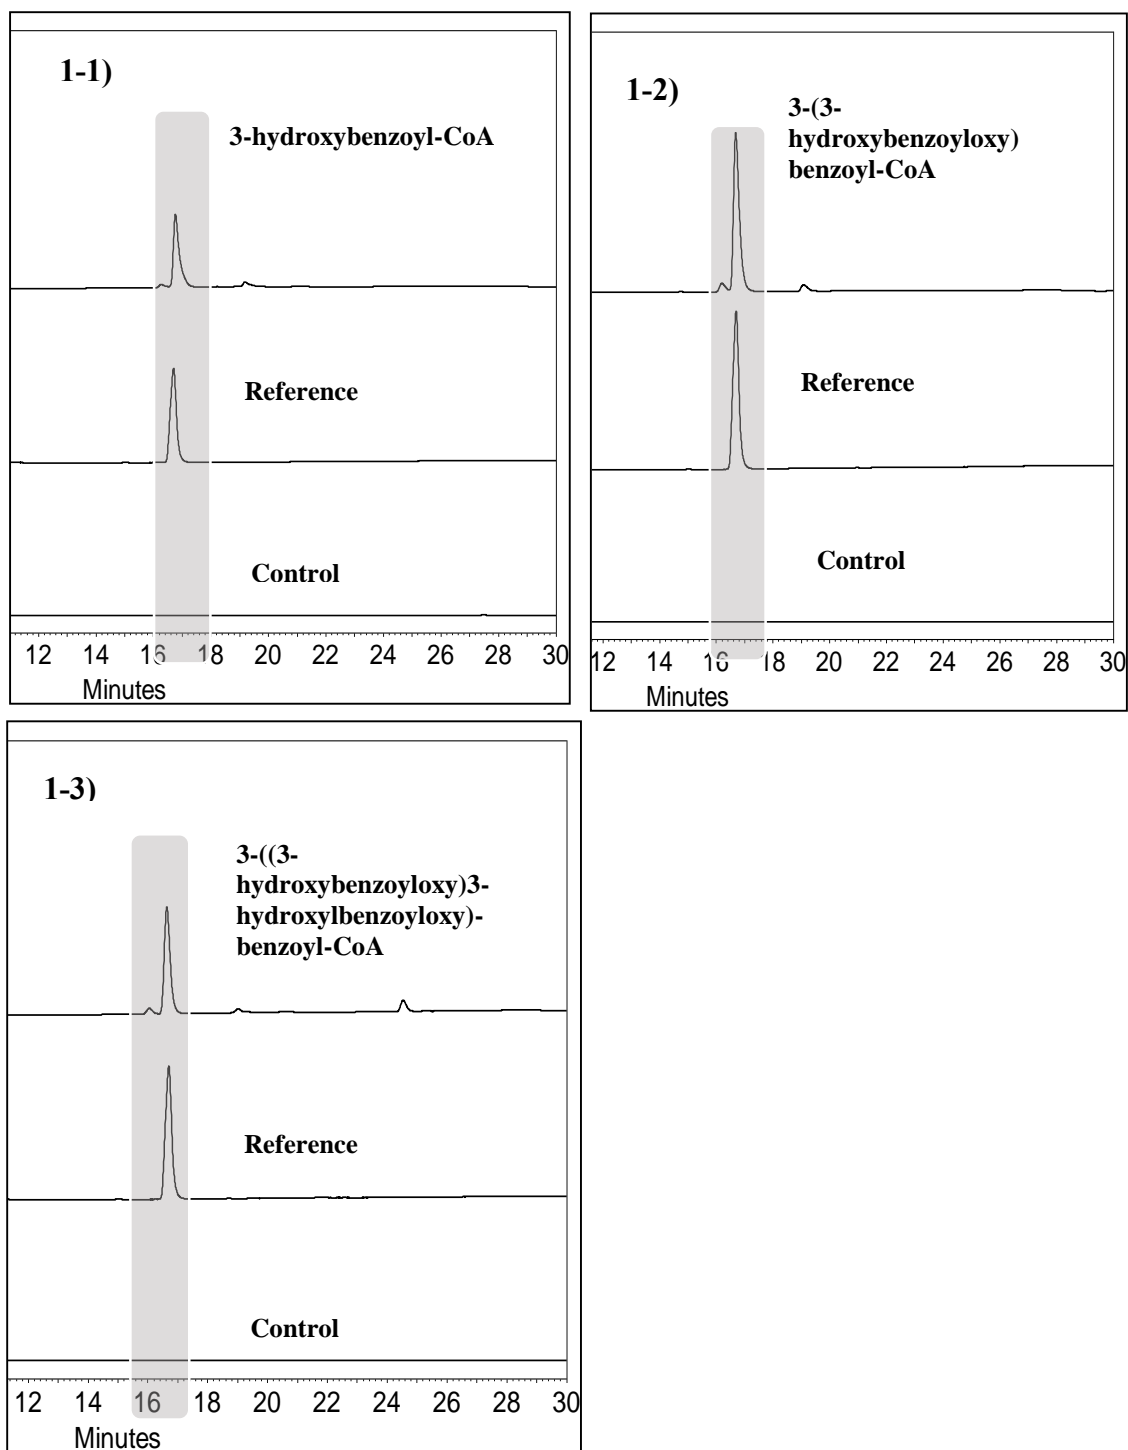 1-1)
3-hydroxybenzoyl-CoA
Reference
Control
12 14 16 18 20 22 24 26 28 30
Minutes
1-2)
3-(3-
hydroxybenzoyloxy)
benzoyl-CoA
Reference
Control
12 14 16 18 20 22 24 26 28 30
Minutes
1-3)
3-((3-
hydroxybenzoyloxy)3-
hydroxylbenzoyloxy)-
benzoyl-CoA
Reference
Control
12 14 16 18 20 22 24 26 28 30
Minutes